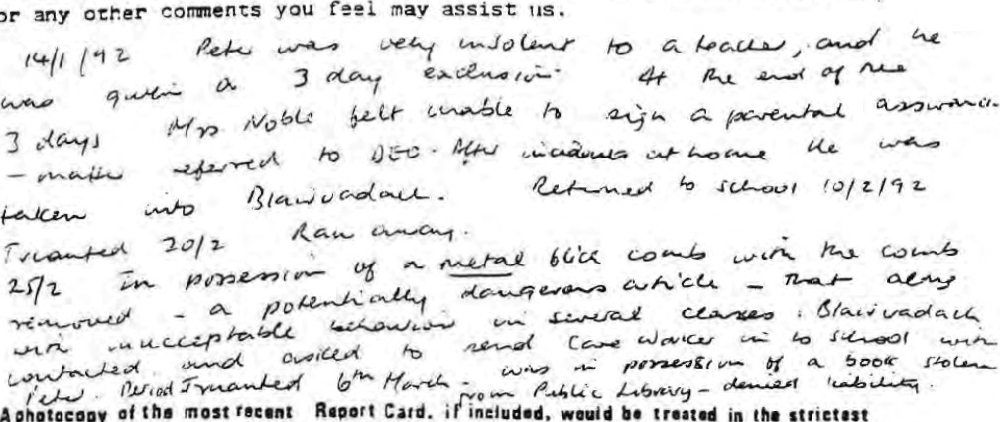 or any other comments you feel may assist us.
14/1/92 Peter was very insolent to a teacher, and he
was given a 3 day exclusion. At the end of the
3 days Mrs Noble felt unable to sign a parental assurance
- matter referred to DEO. After incidents at home he was
taken into Blairvadach. Returned to school 10/2/92
Truanted 20/2 Ran away.
25/2 In possession of a metal flick comb with the comb
removed - a potentially dangerous article - that along
with unacceptable behaviour in several classes. Blairvadach
contacted and asked to send Care Worker in to school with
Peter. Period Truanted 6th March - was in possession of a book stolen
from Public Library - denied liability.
A photocopy of the most recent Report Card, if included, would be treated in the strictest